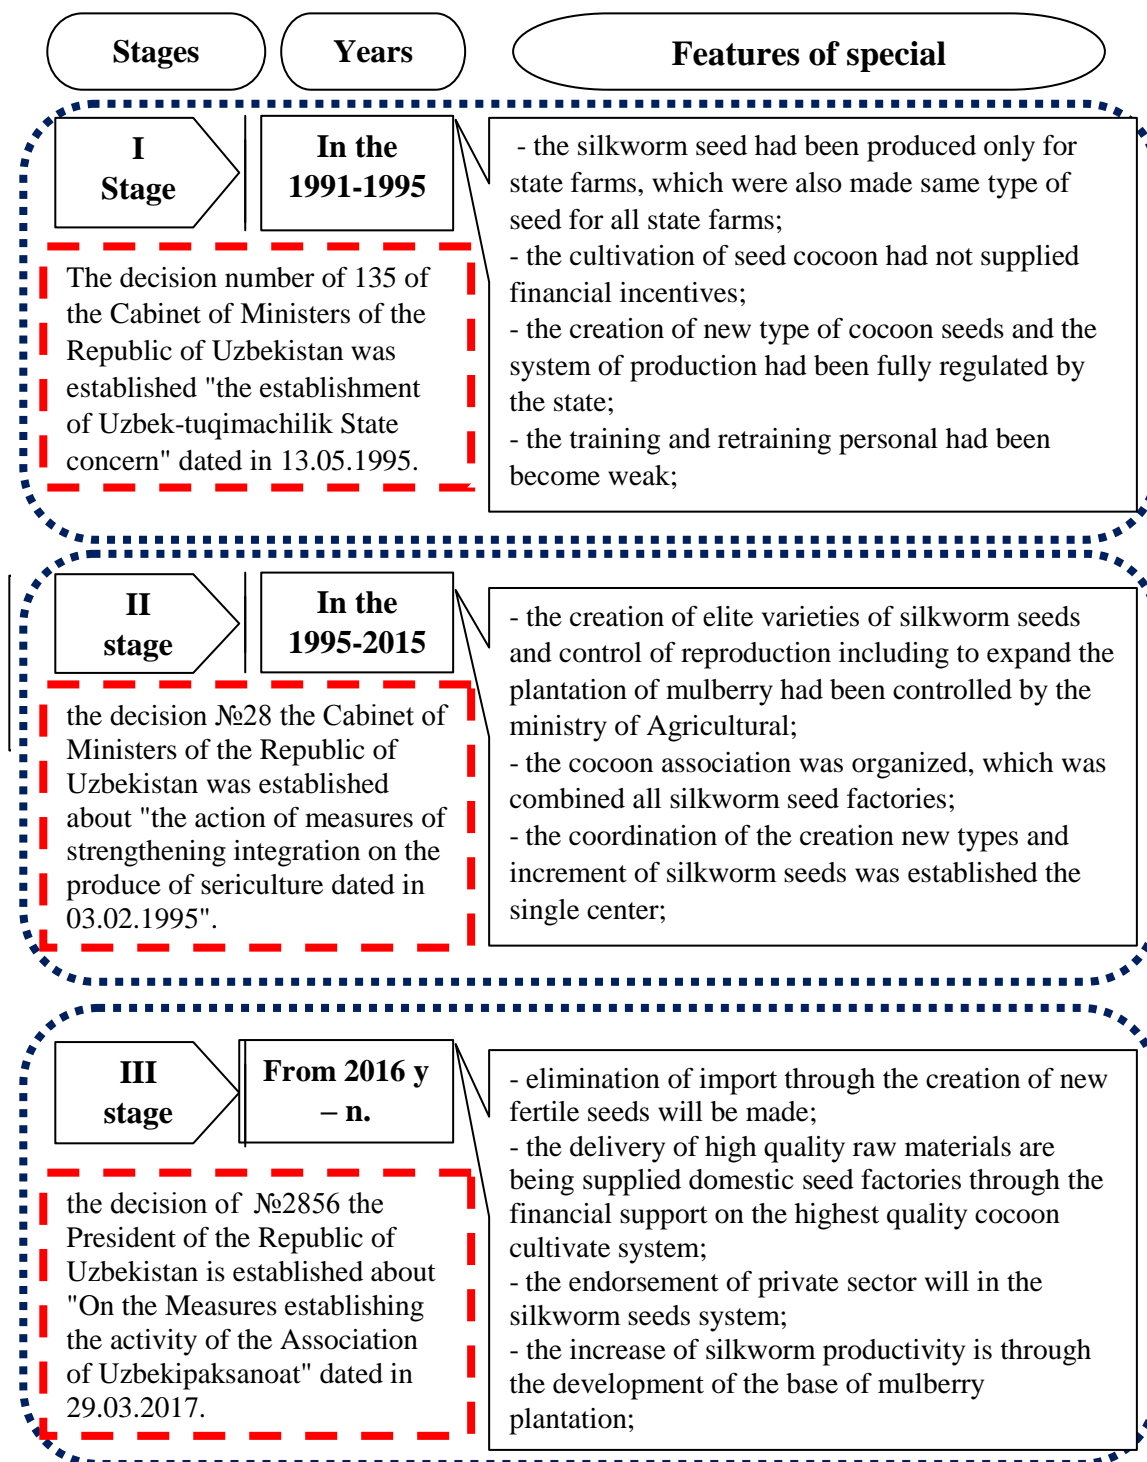 Stages
Years
Features of special
I
Stage
In the
1991-1995
- the silkworm seed had been produced only for
state farms, which were also made same type of
seed for all state farms;
- the cultivation of seed cocoon had not supplied
financial incentives;
- the creation of new type of cocoon seeds and the
system of production had been fully regulated by
the state;
- the training and retraining personal had been
become weak;
The decision number of 135 of
the Cabinet of Ministers of the
Republic of Uzbekistan was
established "the establishment
of Uzbek-tuqimachilik State
concern" dated in 13.05.1995.
II
stage
In the
1995-2015
- the creation of elite varieties of silkworm seeds
and control of reproduction including to expand the
plantation of mulberry had been controlled by the
ministry of Agricultural;
- the cocoon association was organized, which was
combined all silkworm seed factories;
- the coordination of the creation new types and
increment of silkworm seeds was established the
single center;
the decision №28 the Cabinet of
Ministers of the Republic of
Uzbekistan was established
about "the action of measures of
strengthening integration on the
produce of sericulture dated in
03.02.1995".
III
stage
From 2016 y
– n.
- elimination of import through the creation of new
fertile seeds will be made;
- the delivery of high quality raw materials are
being supplied domestic seed factories through the
financial support on the highest quality cocoon
cultivate system;
- the endorsement of private sector will in the
silkworm seeds system;
- the increase of silkworm productivity is through
the development of the base of mulberry
plantation;
the decision of №2856 the
President of the Republic of
Uzbekistan is established about
"On the Measures establishing
the activity of the Association
of Uzbekipaksanoat" dated in
29.03.2017.